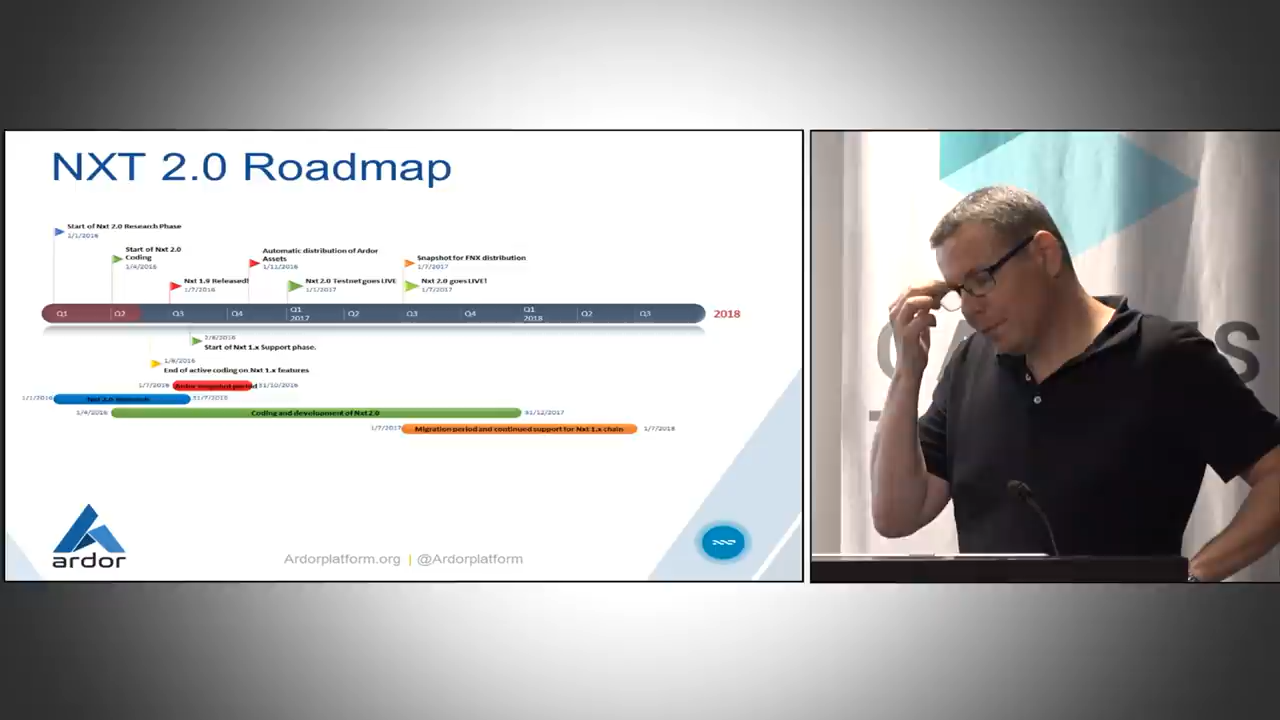 NXT 2.0 Roadmap
Start of Nxt 2.0 Research Phase
1/1/2016
Start of Nxt 2.0
Coding
1/4/2016
Nxt 1.9 Released!
1/7/2016
Automatic distribution of Ardor
Assets
1/11/2016
Nxt 2.0 Testnet goes LIVE
1/1/2017
Snapshot for FNX distribution
1/7/2017
Nxt 2.0 goes LIVE!
1/7/2017
Q1
Q2
Q3
Q4
Q1
2017
Q2
Q3
Q4
Q1
2018
Q2
Q3
2018
Start of Nxt 1.x Support phase.
End of active coding on Nxt 1.x features
1/7/2016
Ardor snapshot period
31/10/2016
1/1/2016
Nxt 2.0 Research
31/7/2016
1/4/2016
Coding and development of Nxt 2.0
31/12/2017
1/7/2017
Migration period and continued support for Nxt 1.x chain
1/7/2018
ardor
Ardorplatform.org | @Ardorplatform